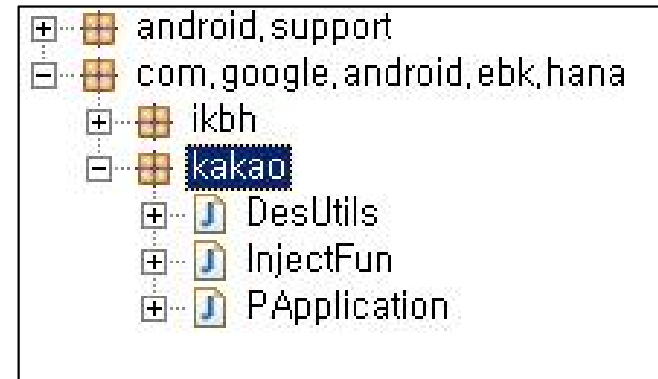 android.support
com.google.android.ebk.hana
ikbh
kakao
DesUtils
InjectFun
PApplication